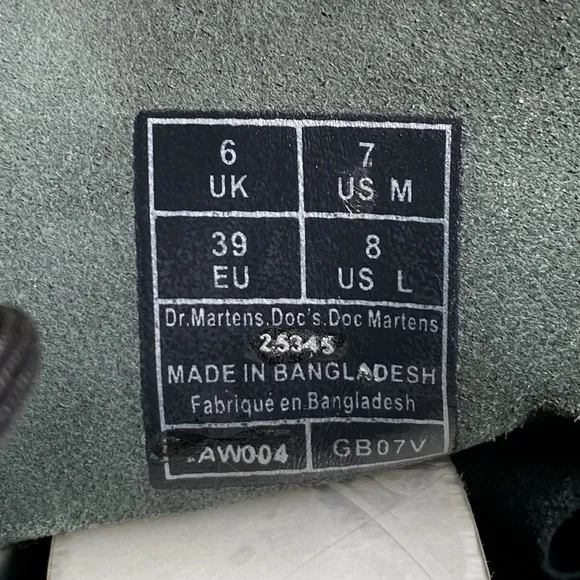 6 UK
7 US M
39 EU
8 US L
Dr.Martens.Doc's.Doc Martens
25345
MADE IN BANGLADESH
Fabriqué en Bangladesh
.AW004
GB07V